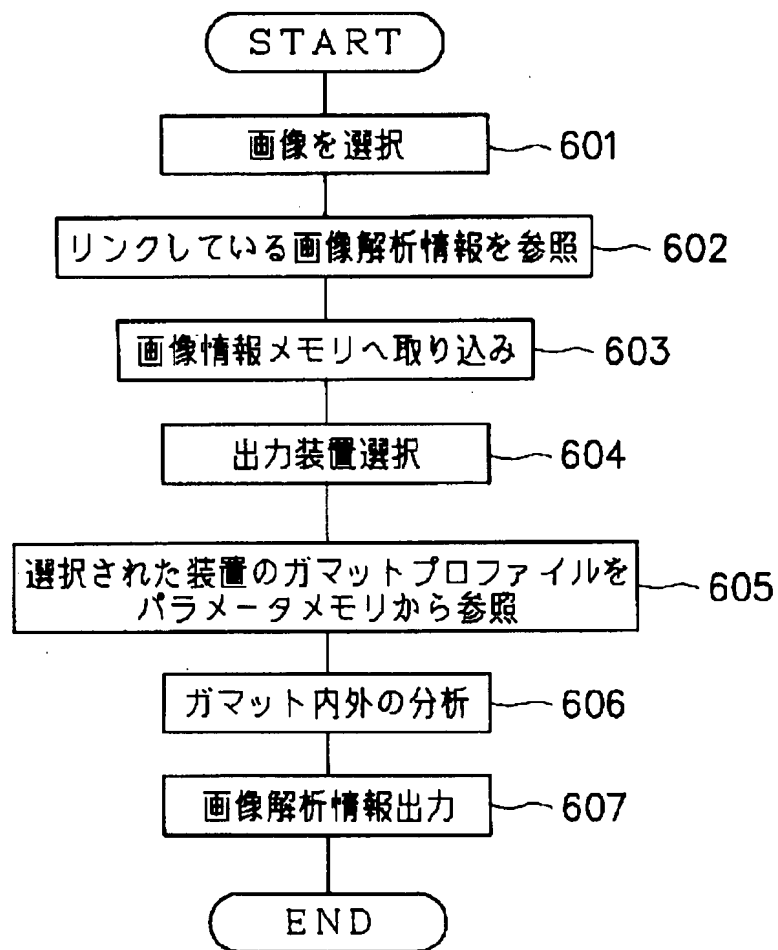 START
画像を選択
601
リンクしている画像解析情報を参照
602
画像情報メモリへ取り込み
603
出力装置選択
604
選択された装置のガマットプロファイルを
パラメータメモリから参照
605
ガマット内外の分析
606
画像解析情報出力
607
END